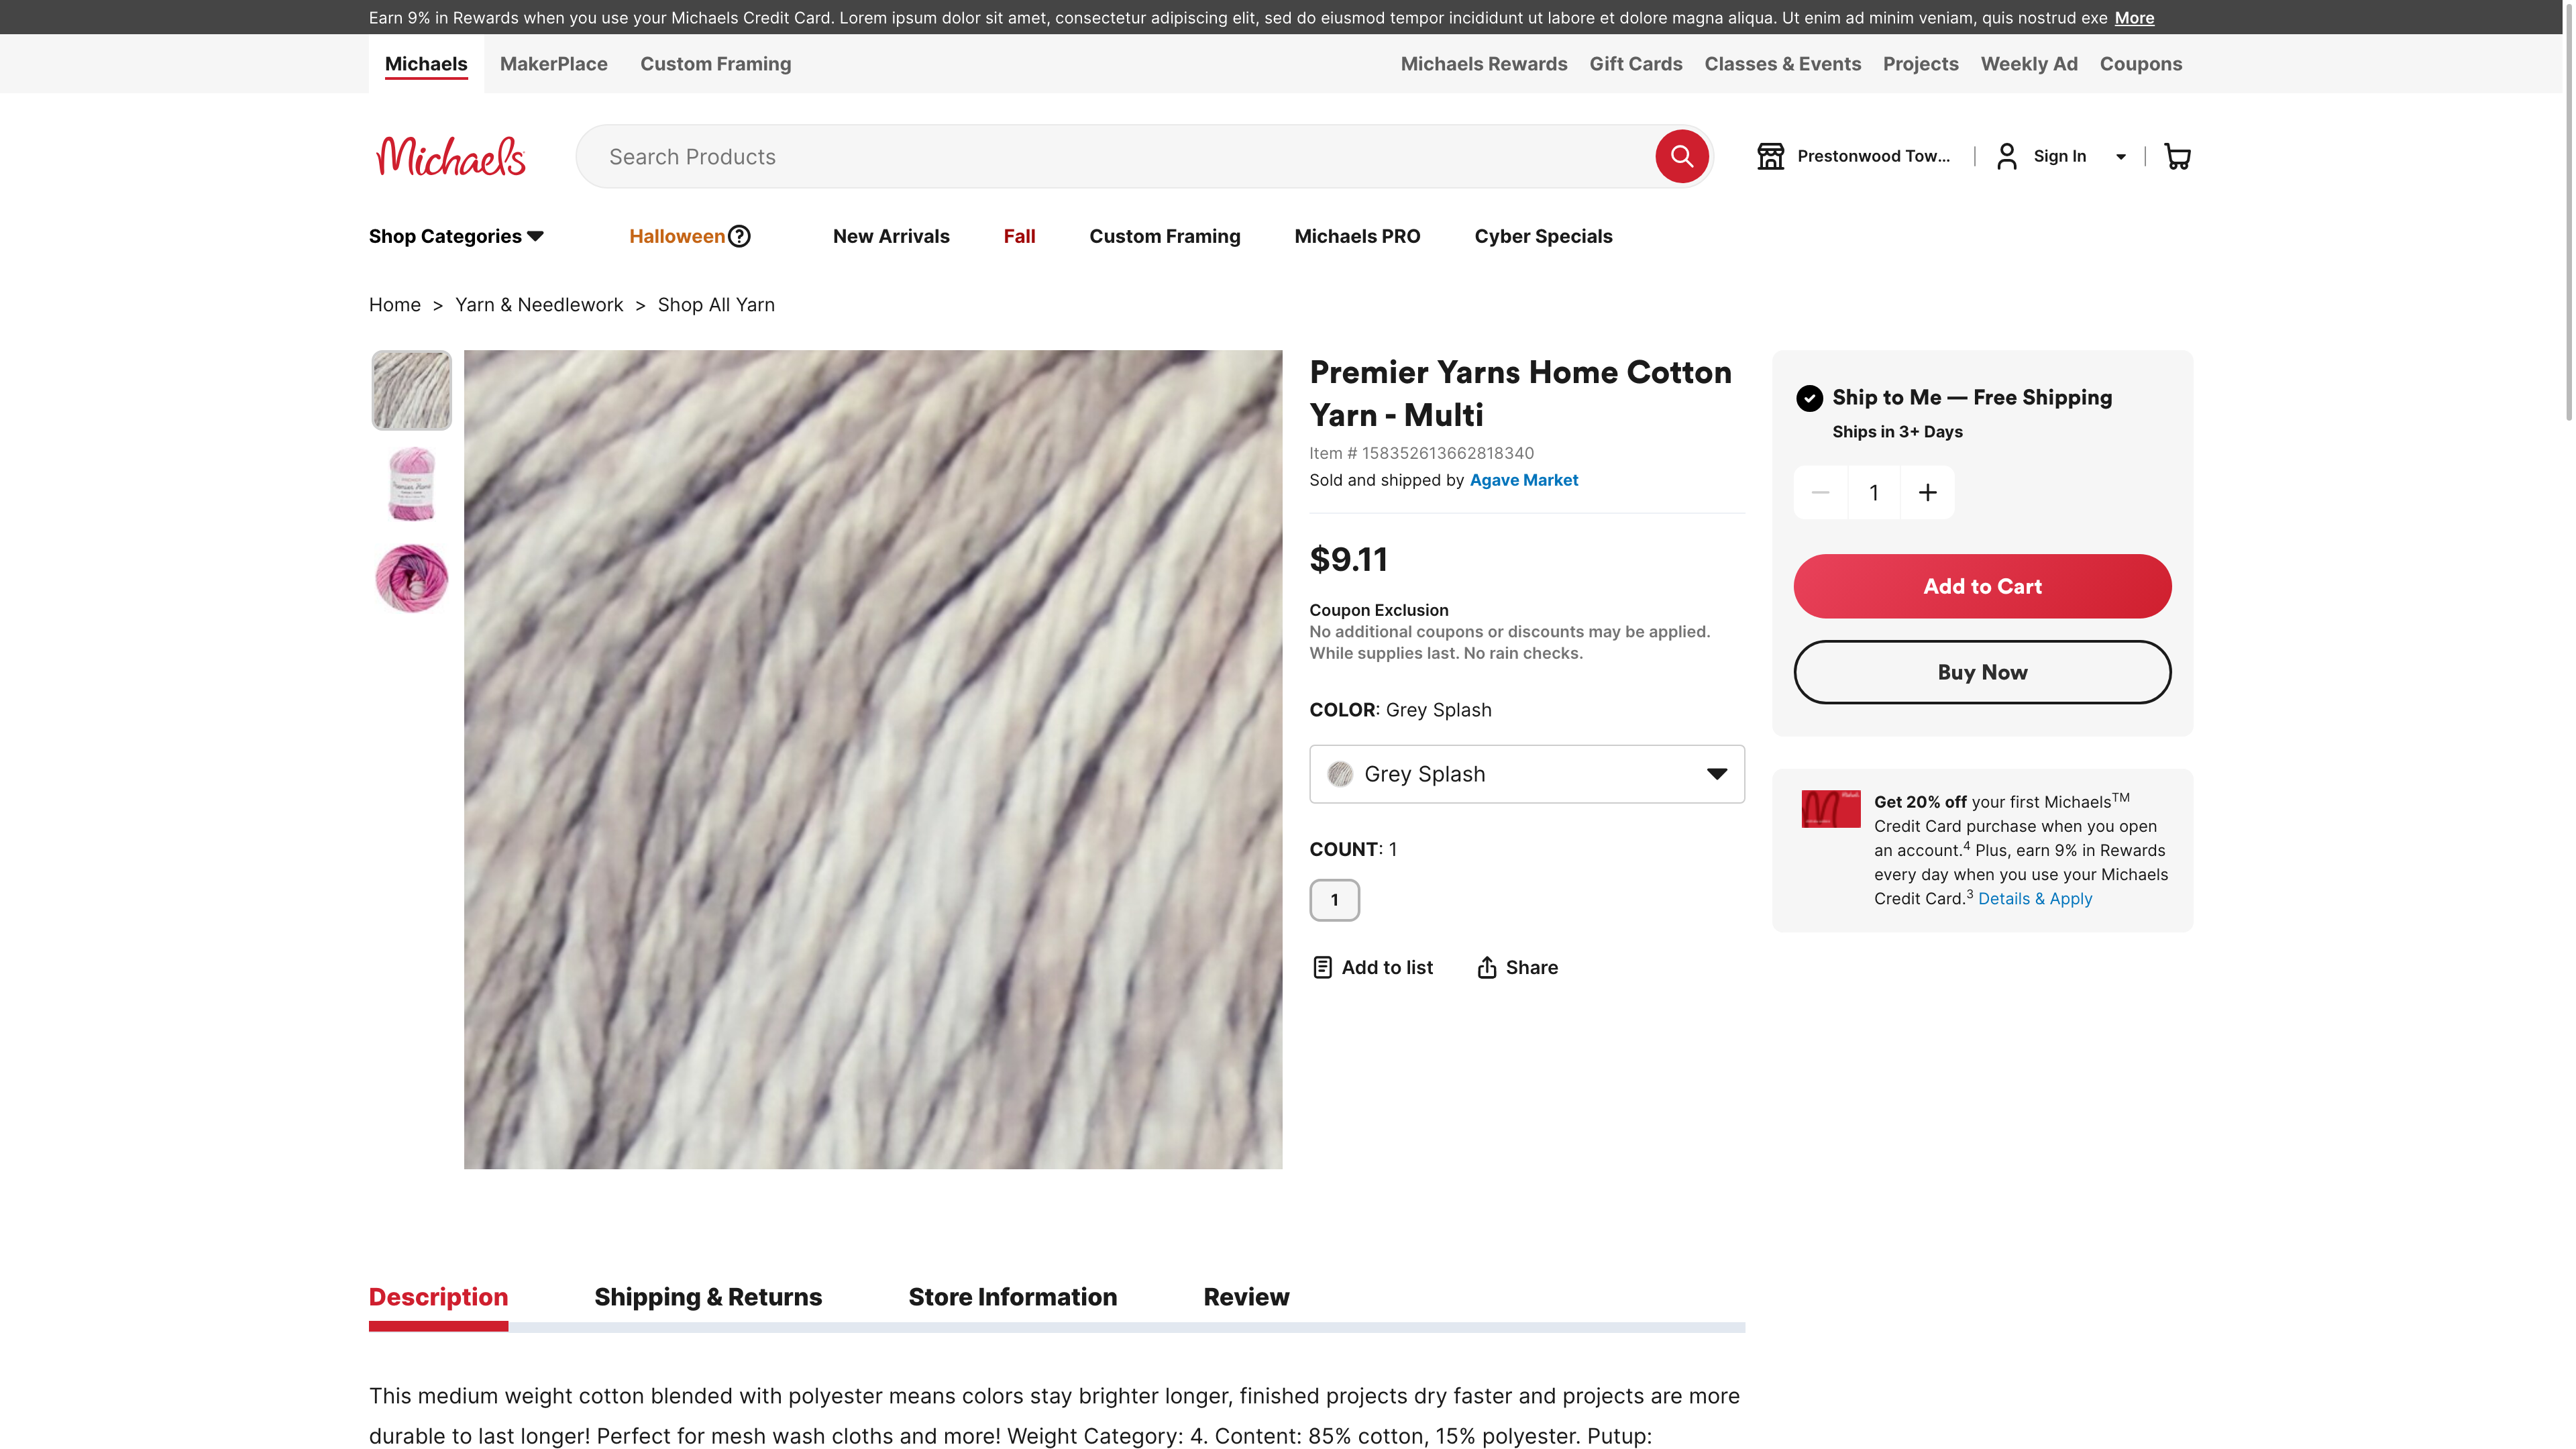 Earn 9% in Rewards when you use your Michaels Credit Card. Lorem ipsum dolor sit amet, consectetur adipiscing elit, sed do eiusmod tempor incididunt ut labore et dolore magna aliqua. Ut enim ad minim veniam, quis nostrud exe More
Michaels MakerPlace Custom Framing Michaels Rewards Gift Cards Classes & Events Projects Weekly Ad Coupons
Michaels Search Products Prestonwood Tow... Sign In
Shop Categories Halloween New Arrivals Fall Custom Framing Michaels PRO Cyber Specials
Home > Yarn & Needlework > Shop All Yarn
Premier Yarns Home Cotton
Yarn - Multi
Item # 158352613662818340
Sold and shipped by Agave Market
$9.11
Coupon Exclusion
No additional coupons or discounts may be applied.
While supplies last. No rain checks.
COLOR: Grey Splash
Grey Splash
COUNT: 1
1
Add to list Share
Ship to Me — Free Shipping
Ships in 3+ Days
1
Add to Cart
Buy Now
Get 20% off your first Michaels™
Credit Card purchase when you open
an account.4 Plus, earn 9% in Rewards
every day when you use your Michaels
Credit Card.3 Details & Apply
Description Shipping & Returns Store Information Review
This medium weight cotton blended with polyester means colors stay brighter longer, finished projects dry faster and projects are more
durable to last longer! Perfect for mesh wash cloths and more! Weight Category: 4. Content: 85% cotton, 15% polyester. Putup: